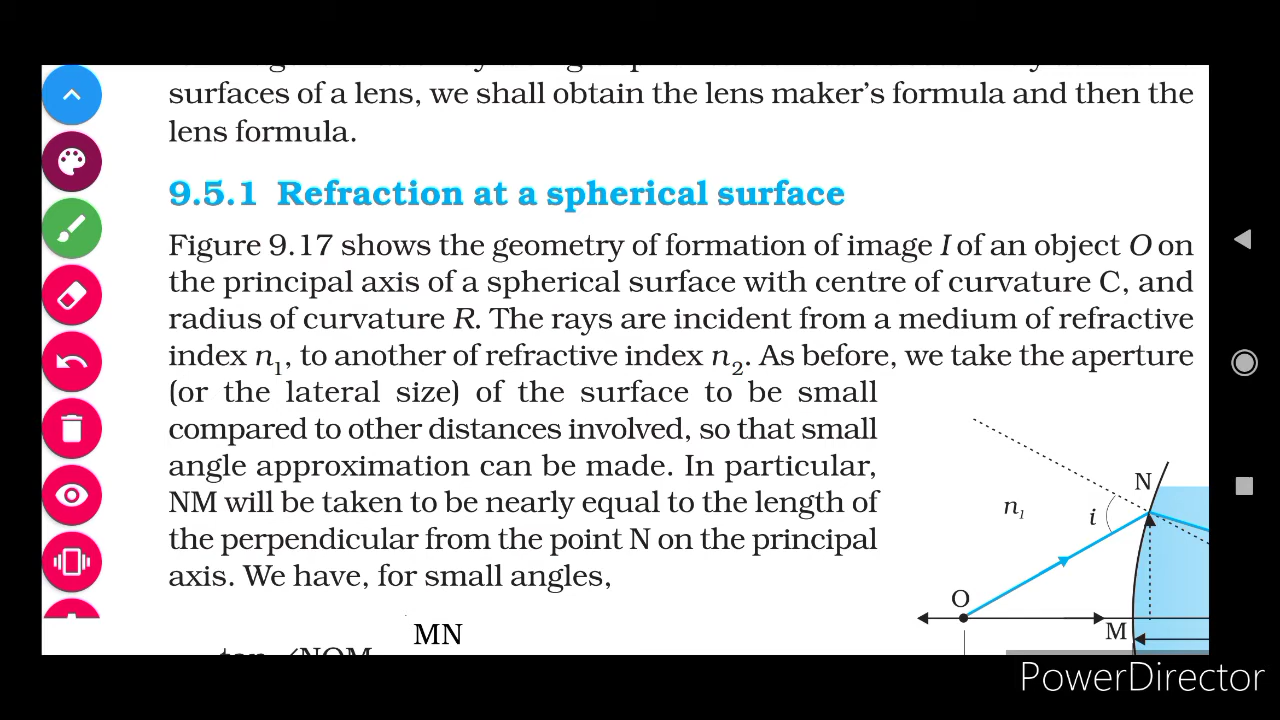 surfaces of a lens, we shall obtain the lens maker's formula and then the
lens formula.
9.5.1 Refraction at a spherical surface
Figure 9.17 shows the geometry of formation of image I of an object O on
the principal axis of a spherical surface with centre of curvature C, and
radius of curvature R. The rays are incident from a medium of refractive
index n₁, to another of refractive index n₂. As before, we take the aperture
(or the lateral size) of the surface to be small
compared to other distances involved, so that small
angle approximation can be made. In particular,
NM will be taken to be nearly equal to the length of
the perpendicular from the point N on the principal
axis. We have, for small angles,
MN
N
n₁
i
O
M
PowerDirector